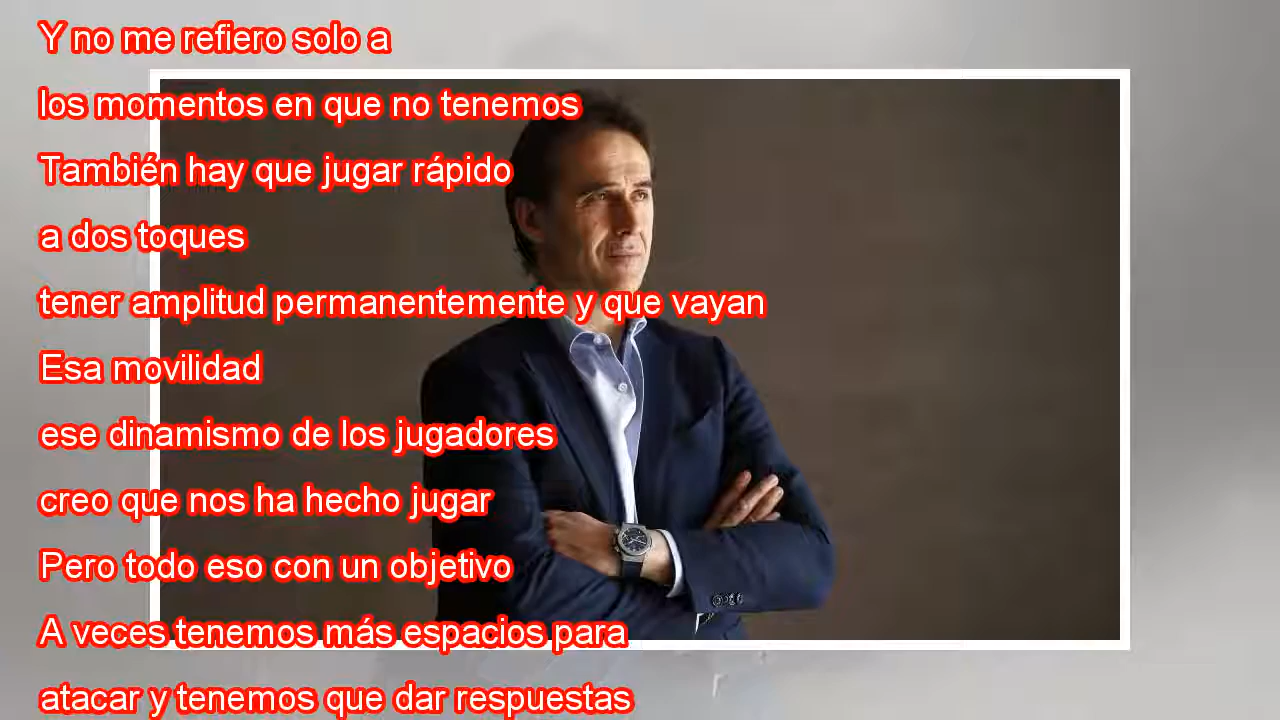 Y no me refiero solo a
los momentos en que no tenemos
También hay que jugar rápido
a dos toques
tener amplitud permanentemente y que vayan
Esa movilidad
ese dinamismo de los jugadores
creo que nos ha hecho jugar
Pero todo eso con un objetivo
A veces tenemos más espacios para
atacar y tenemos que dar respuestas